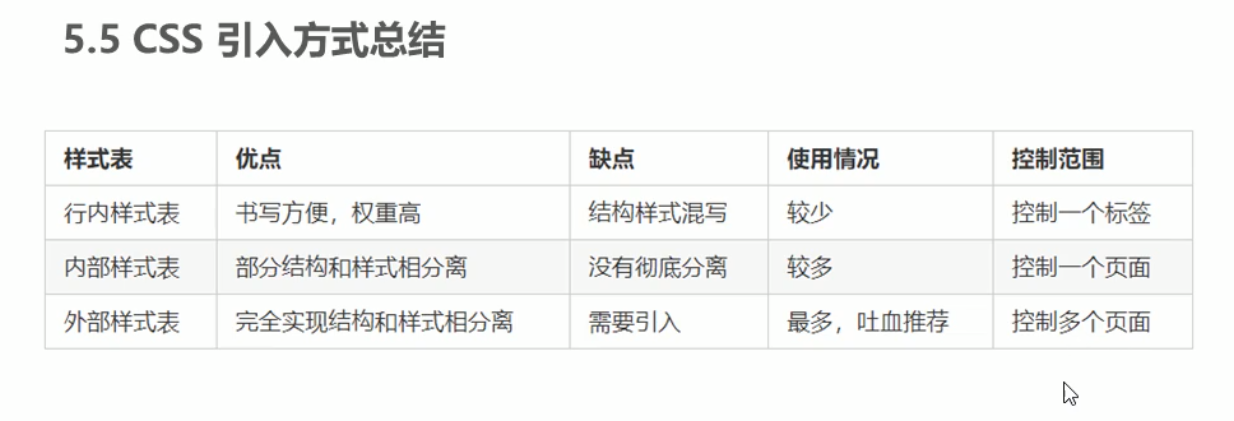 5.5 CSS 引入方式总结
样式表 优点 缺点 使用情况 控制范围
行内样式表 书写方便，权重高 结构样式混写 较少 控制一个标签
内部样式表 部分结构和样式相分离 没有彻底分离 较多 控制一个页面
外部样式表 完全实现结构和样式相分离 需要引入 最多，吐血推荐 控制多个页面